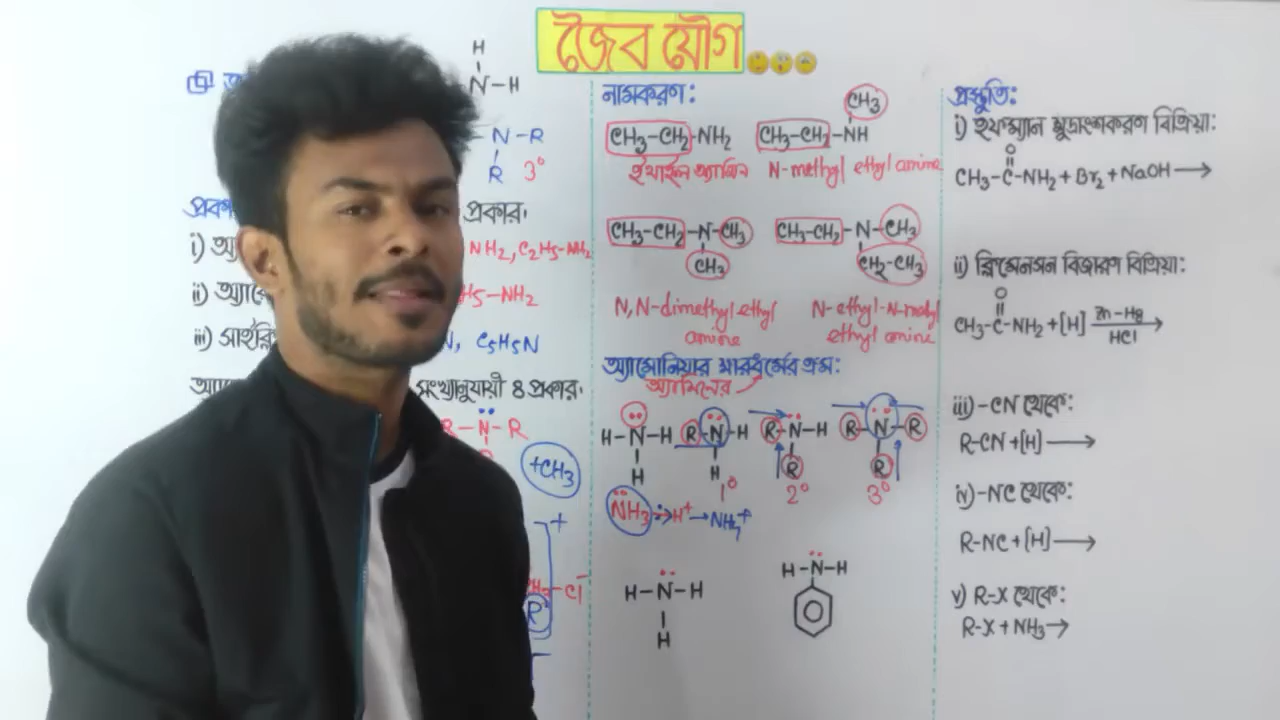 জৈব যৌগ
H
N-H
N-R
R 3°
প্রকার।
NH2, C2H5-NH2
i)
ii)
H5-NH2
iii)
N, C5H5N
সংখ্যানুযায়ী ৪ প্রকার।
R-N-R
+CH3
+
Cl-
R
নামকরণ:
CH3-CH2-NH2
ইথাইল অ্যামিন
CH3
CH3-CH2-NH
N-methyl ethyl amine
CH3-CH2-N-CH3
CH3
N,N-dimethyl ethyl
amine
CH3-CH2-N-CH3
CH2-CH3
N-ethyl-N-methyl
ethyl amine
অ্যামোনিয়ার ক্ষারধর্মের ক্রম:
অ্যামিনের
H-N-H R-N-H R-N-H R-N-R
H H R R
1° 2° 3°
NH3: → H+ → NH4+
H-N-H
H
H-N-H
প্রস্তুতি:
i) হফম্যান ক্ষুদ্রাংশকরণ বিক্রিয়া:
O
CH3-C-NH2 + Br2 + NaOH →
ii) ক্লিমেনসন বিজারণ বিক্রিয়া:
O
CH3-C-NH2 + [H] Zn-Hg →
HCl
iii) -CN থেকে:
R-CN + [H] →
iv) -NC থেকে:
R-NC + [H] →
v) R-X থেকে:
R-X + NH3 →